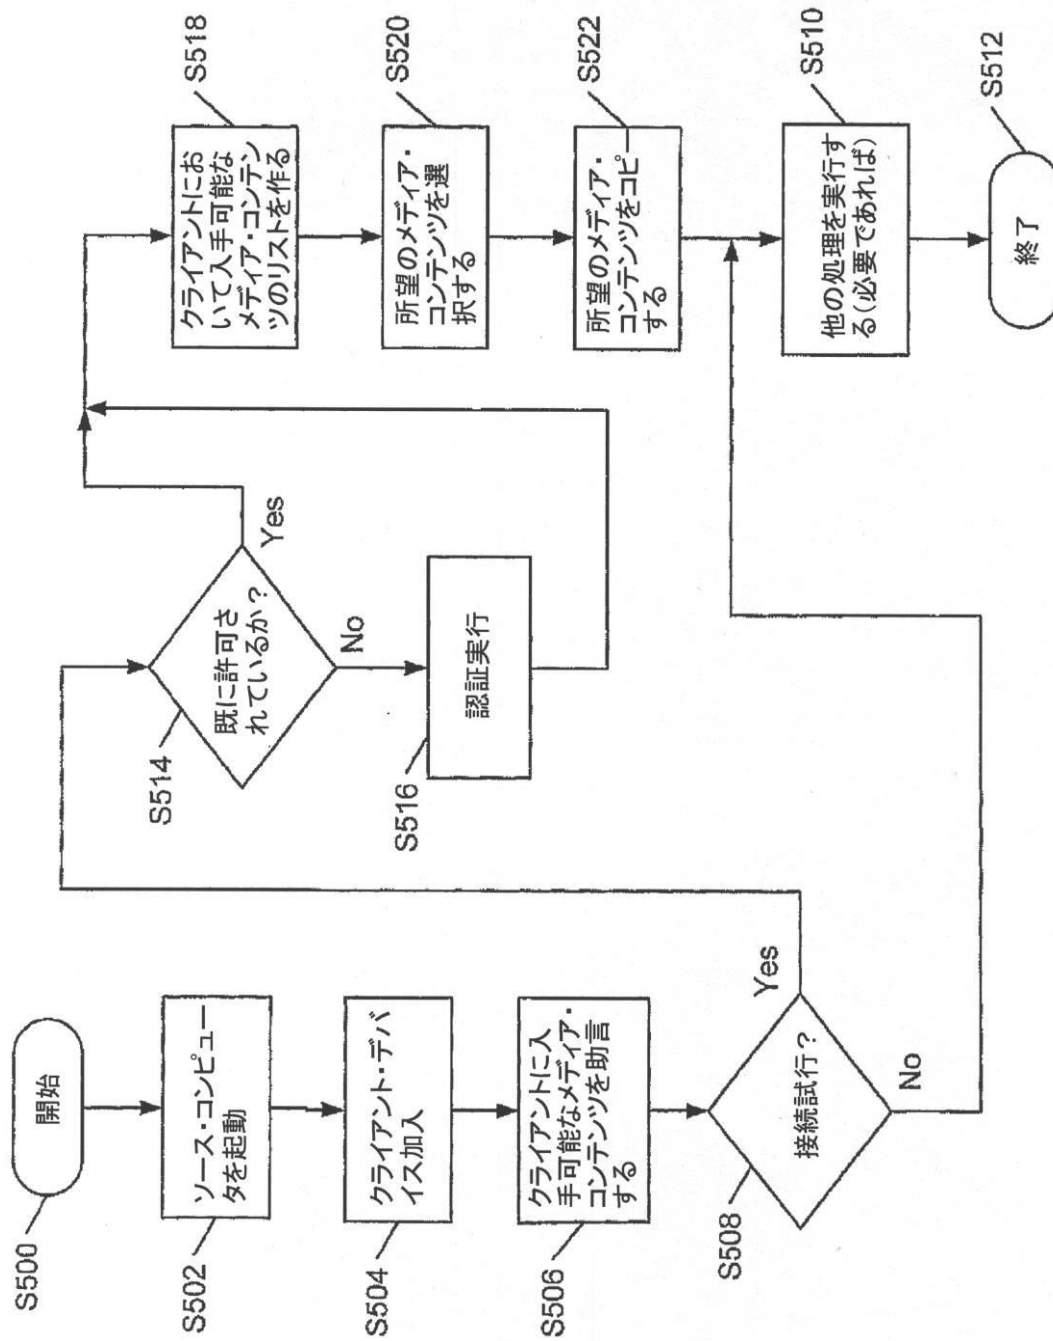 S500
開始
S502
ソース・コンピュー
タを起動
S504
クライアント・デバ
イス加入
S506
クライアントに入
手可能なメディア・
コンテンツを助言
する
S508
接続試行?
Yes
No
S514
既に許可さ
れているか?
Yes
No
S516
認証実行
S518
クライアントにお
いて入手可能な
メディア・コンテン
ツのリストを作る
S520
所望のメディア・
コンテンツを選
択する
S522
所望のメディア・
コンテンツをコピー
する
S510
他の処理を実行す
る(必要であれば)
S512
終了